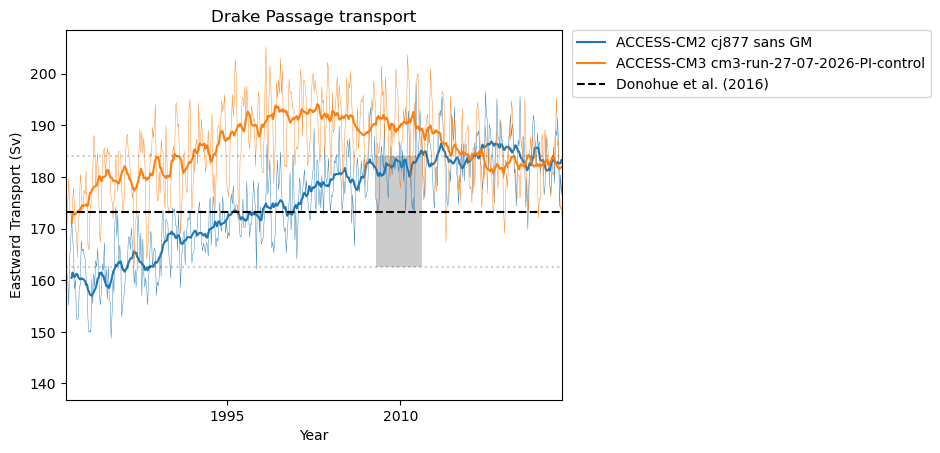 Drake Passage transport
ACCESS-CM2 cj877 sans GM
ACCESS-CM3 cm3-run-27-07-2026-PI-control
Donohue et al. (2016)
Eastward Transport (Sv)
200
190
180
170
160
150
140
1995
2010
Year